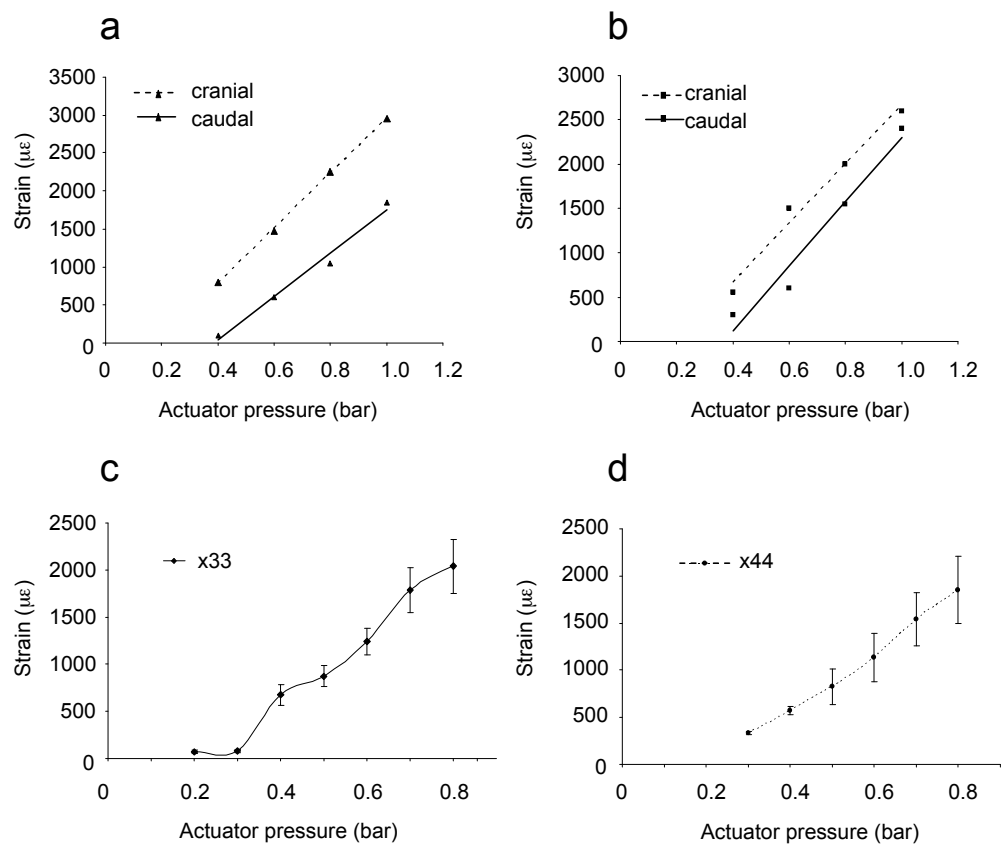 a
3500
3000
2500
2000
1500
1000
500
0
Strain (με)
cranial
caudal
0 0.2 0.4 0.6 0.8 1.0 1.2
Actuator pressure (bar)
b
3000
2500
2000
1500
1000
500
0
Strain (με)
cranial
caudal
0 0.2 0.4 0.6 0.8 1.0 1.2
Actuator pressure (bar)
c
2500
2000
1500
1000
500
0
Strain (με)
x33
0 0.2 0.4 0.6 0.8
Actuator pressure (bar)
d
2500
2000
1500
1000
500
0
Strain (με)
x44
0 0.2 0.4 0.6 0.8
Actuator pressure (bar)